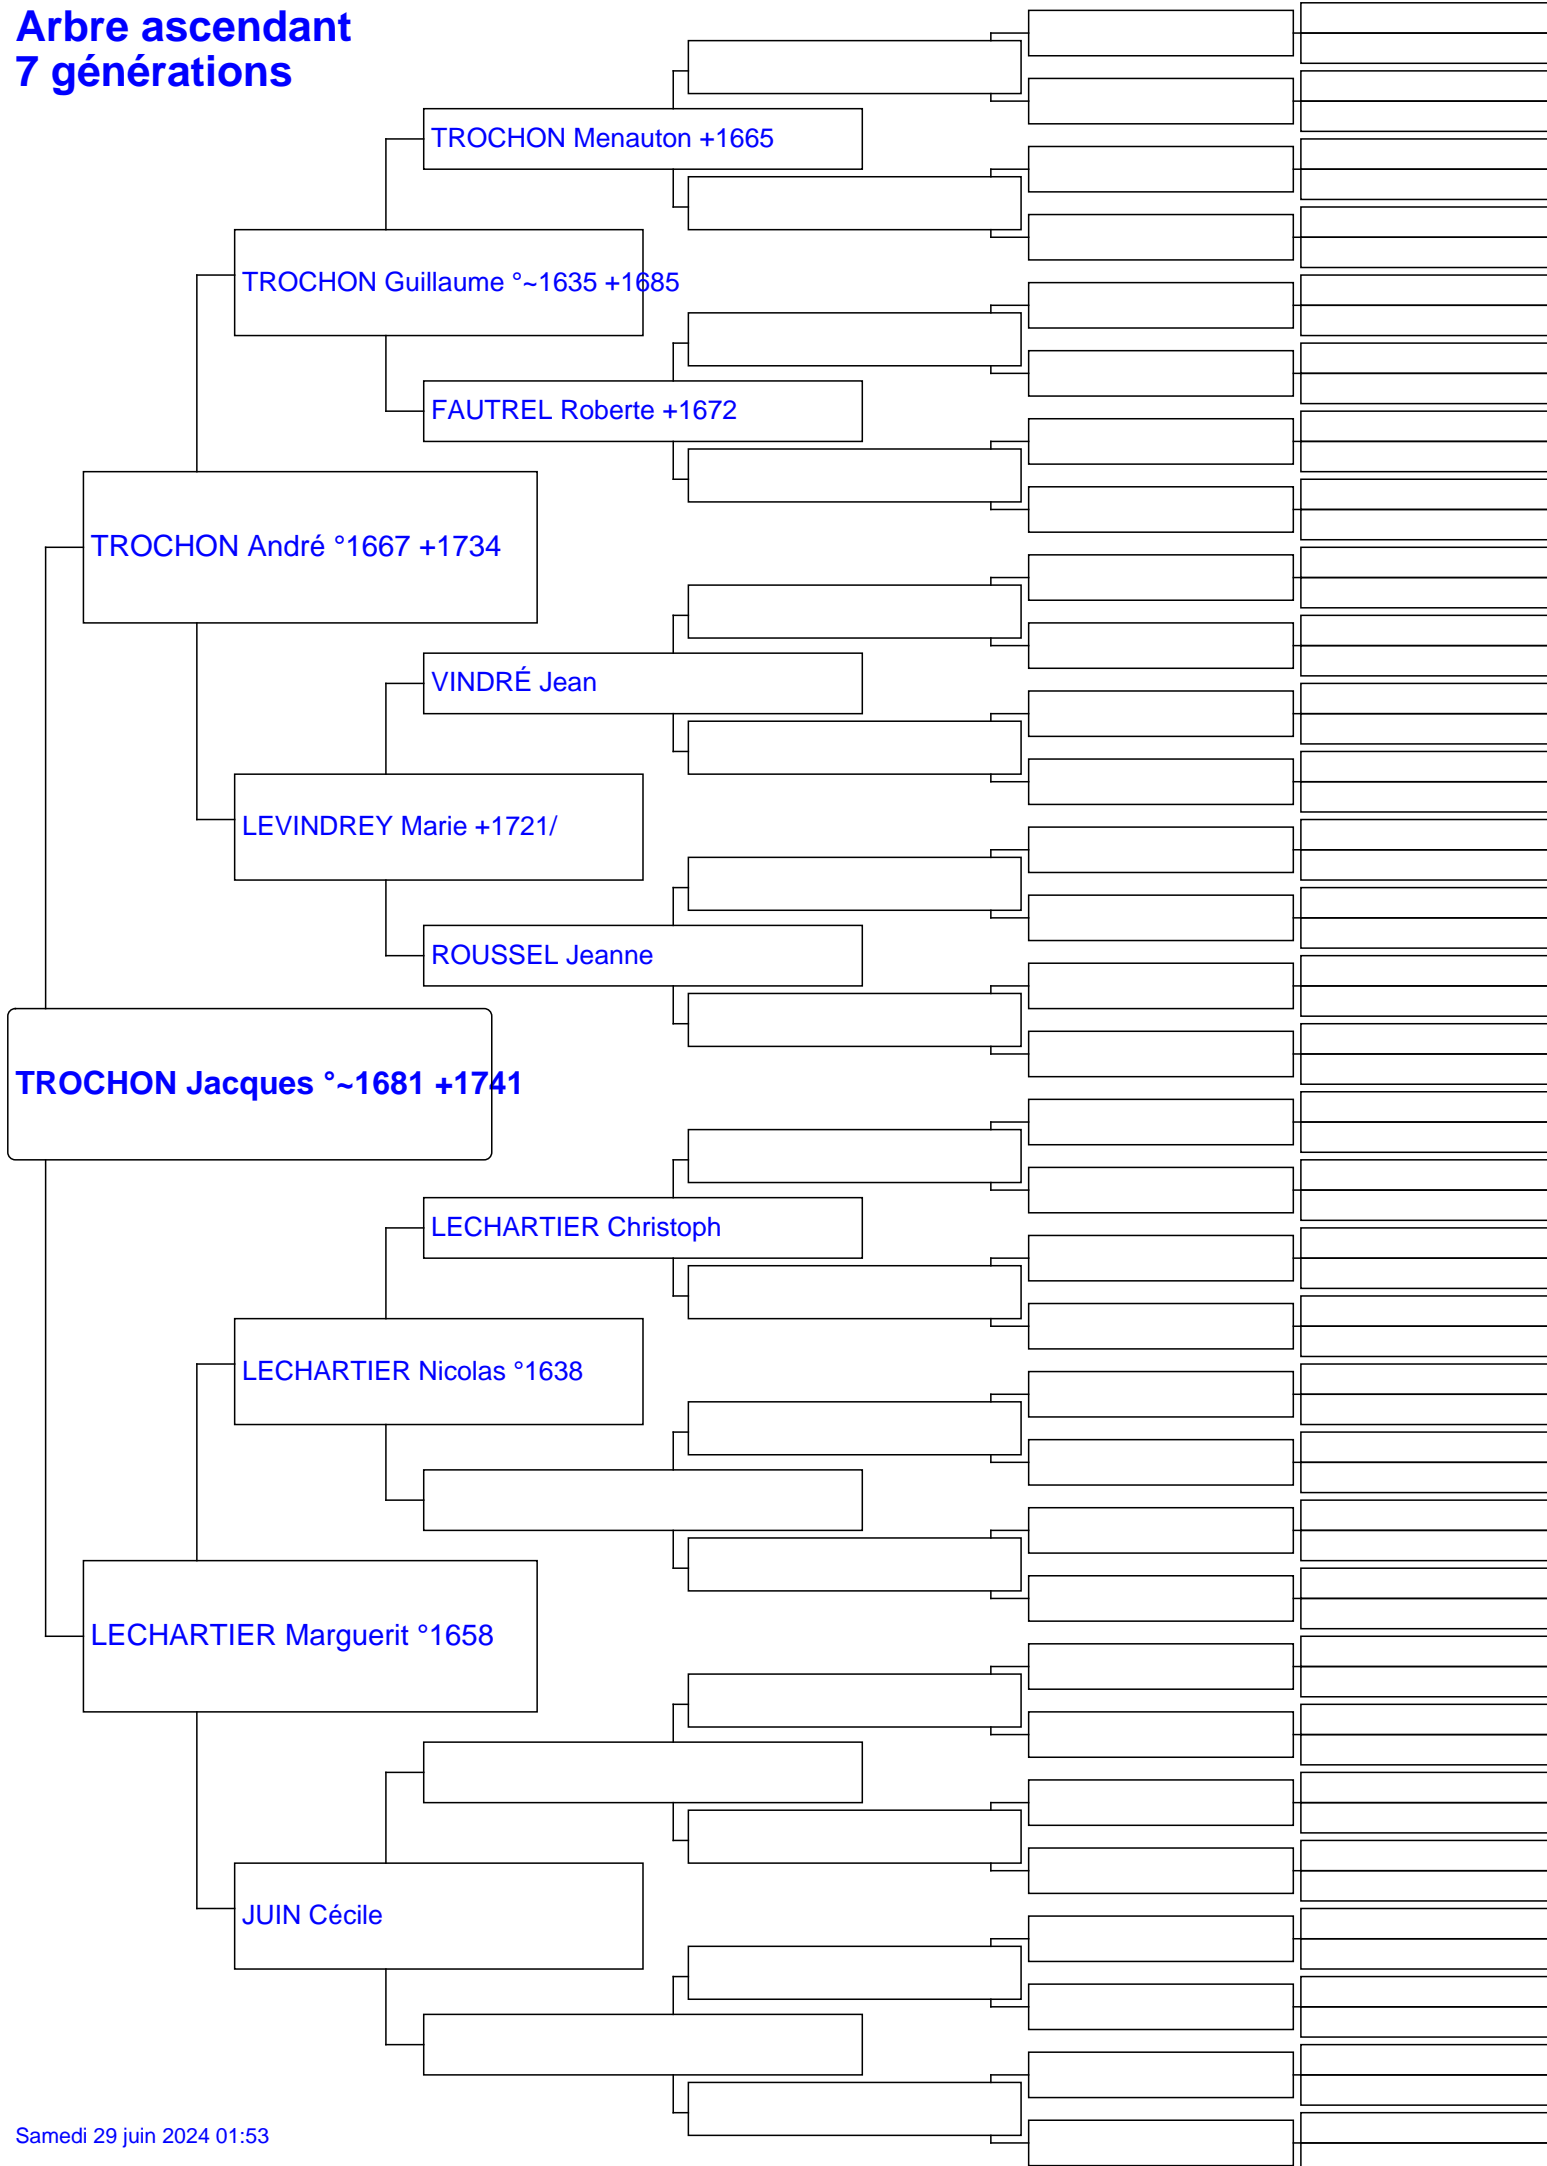 Arbre ascendant
7 générations
TROCHON Menauton +1665
TROCHON Guillaume °~1635 +1685
FAUTREL Roberte +1672
TROCHON André °1667 +1734
VINDRÉ Jean
LEVINDREY Marie +1721/
ROUSSEL Jeanne
TROCHON Jacques °~1681 +1741
LECHARTIER Christoph
LECHARTIER Nicolas °1638
LECHARTIER Marguerit °1658
JUIN Cécile
Samedi 29 juin 2024 01:53